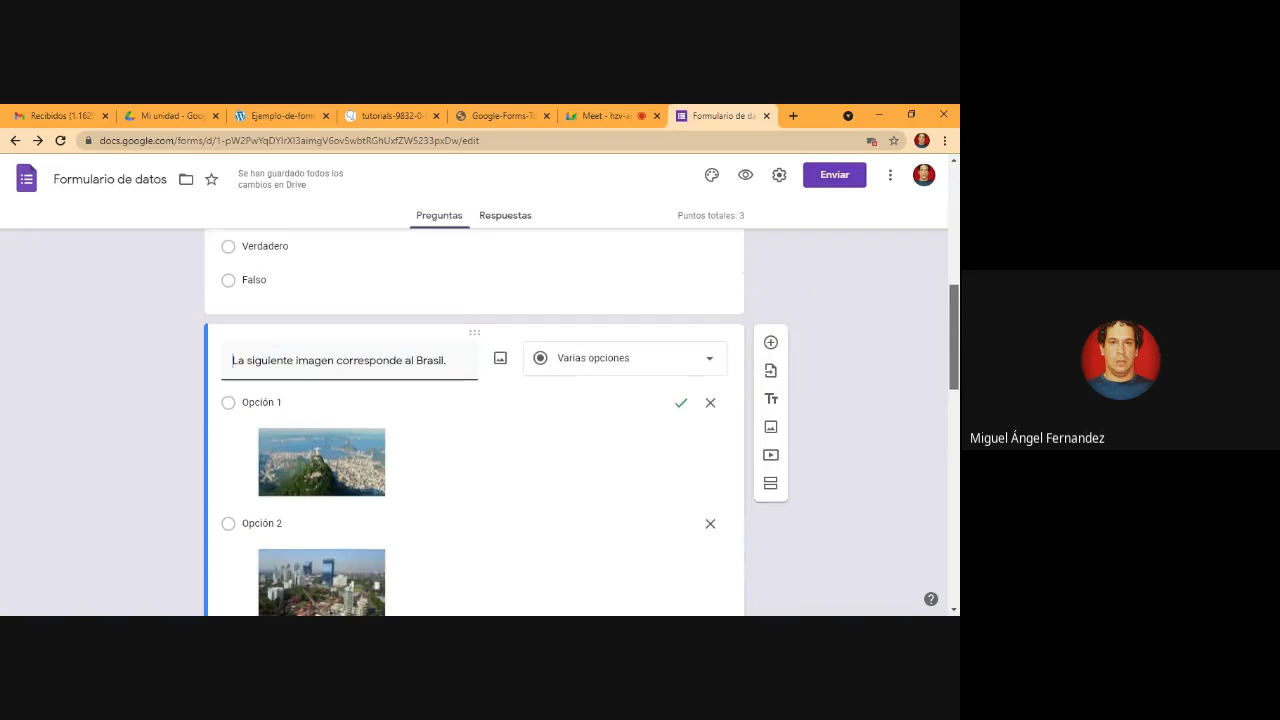 Recibidos (1.162)
Mi unidad - Goog
Ejemplo-de-form
tutorials-9832-0-
Google-Forms-Tu
Meet - hzv-a
Formulario de da
docs.google.com/forms/d/1-pW2PwYqDYIrXI3aimgV6ov5wbtRGhUxfZW5233pxDw/edit
Formulario de datos
Se han guardado todos los
cambios en Drive
Enviar
Preguntas
Respuestas
Puntos totales: 3
Verdadero
Falso
La siguiente imagen corresponde al Brasil.
Varias opciones
Opción 1
Opción 2
Miguel Ángel Fernandez